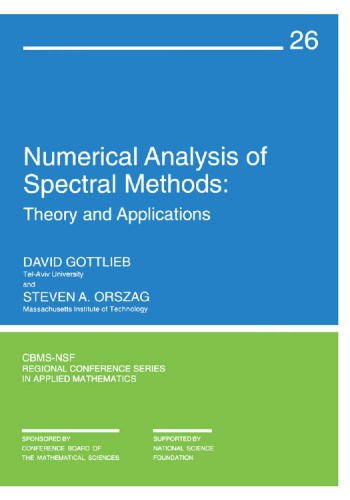 26
Numerical Analysis of
Spectral Methods:
Theory and Applications
DAVID GOTTLIEB
Tel-Aviv University
and
STEVEN A. ORSZAG
Massachusetts Institute of Technology
CBMS-NSF
REGIONAL CONFERENCE SERIES
IN APPLIED MATHEMATICS
SPONSORED BY
CONFERENCE BOARD OF
THE MATHEMATICAL SCIENCES
SUPPORTED BY
NATIONAL SCIENCE
FOUNDATION